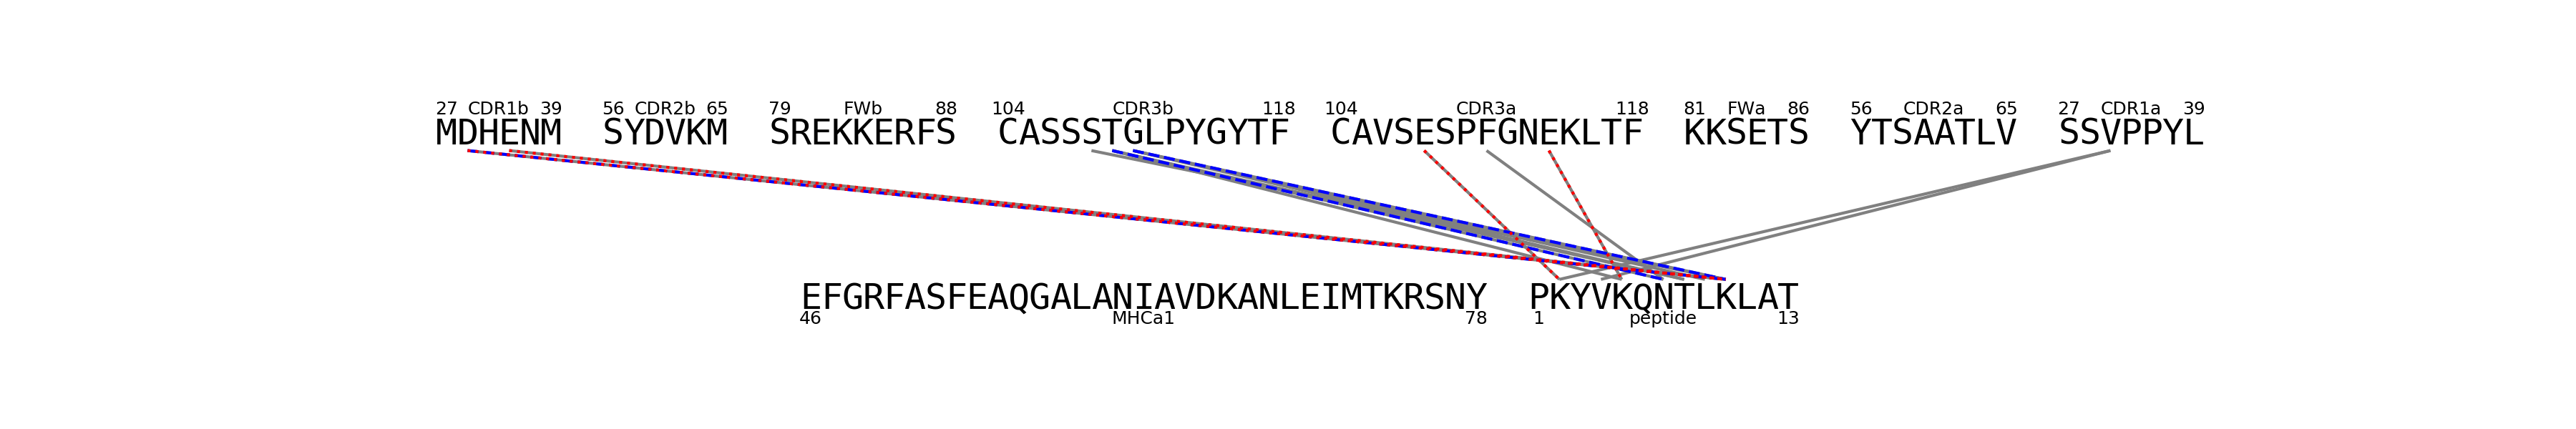 27 CDR1b 39 56 CDR2b 65 79 FWb 88 104 CDR3b 118 104 CDR3a 118 81 FWa 86 56 CDR2a 65 27 CDR1a 39
MDHENM SYDVKM SREKKERFS CASSSTGLPYGYTF CAVSESPFGNEKLTF KKSETS YTSAATLV SSVPPYL
EFGRFASFEAQGALANIAVDKANLEIMTKRSNY PKYVKQNTLKLAT
46 MHCa1 78 1 peptide 13